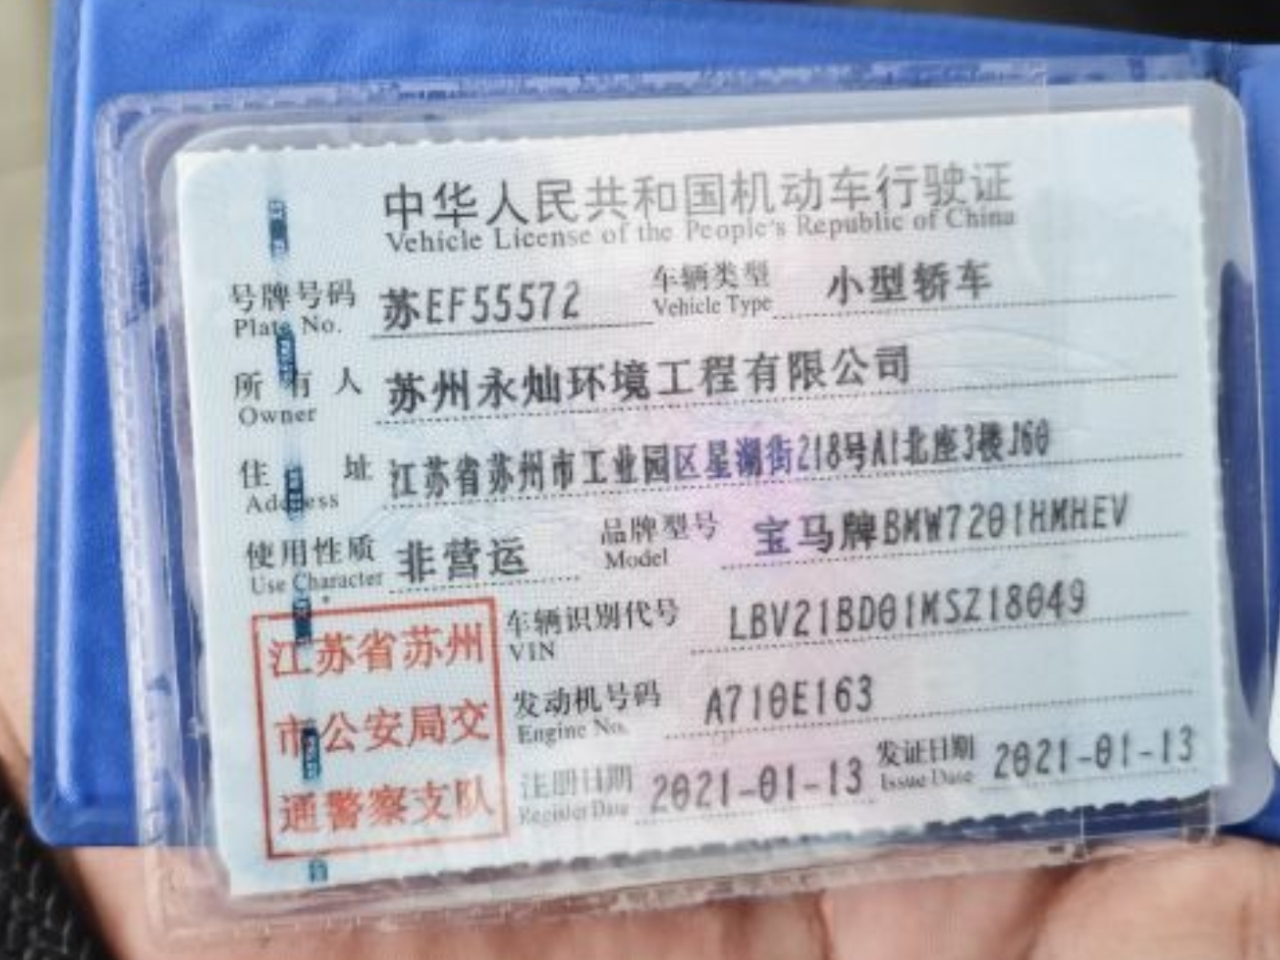 中华人民共和国机动车行驶证
Vehicle License of the People's Republic of China
号牌号码 苏EF55572 车辆类型 小型轿车
Plate No. Vehicle Type
所有人 苏州永灿环境工程有限公司
Owner
住址 江苏省苏州市工业园区星湖街218号A1北座3楼J60
Address
使用性质 非营运 品牌型号 宝马牌BMW7201HMHEV
Use Character Model
车辆识别代号 LBV21BD01MSZ18049
VIN
发动机号码 A710E163
Engine No.
注册日期 2021-01-13 发证日期 2021-01-13
Register Date Issue Date
江苏省苏州
市公安局交
通警察支队